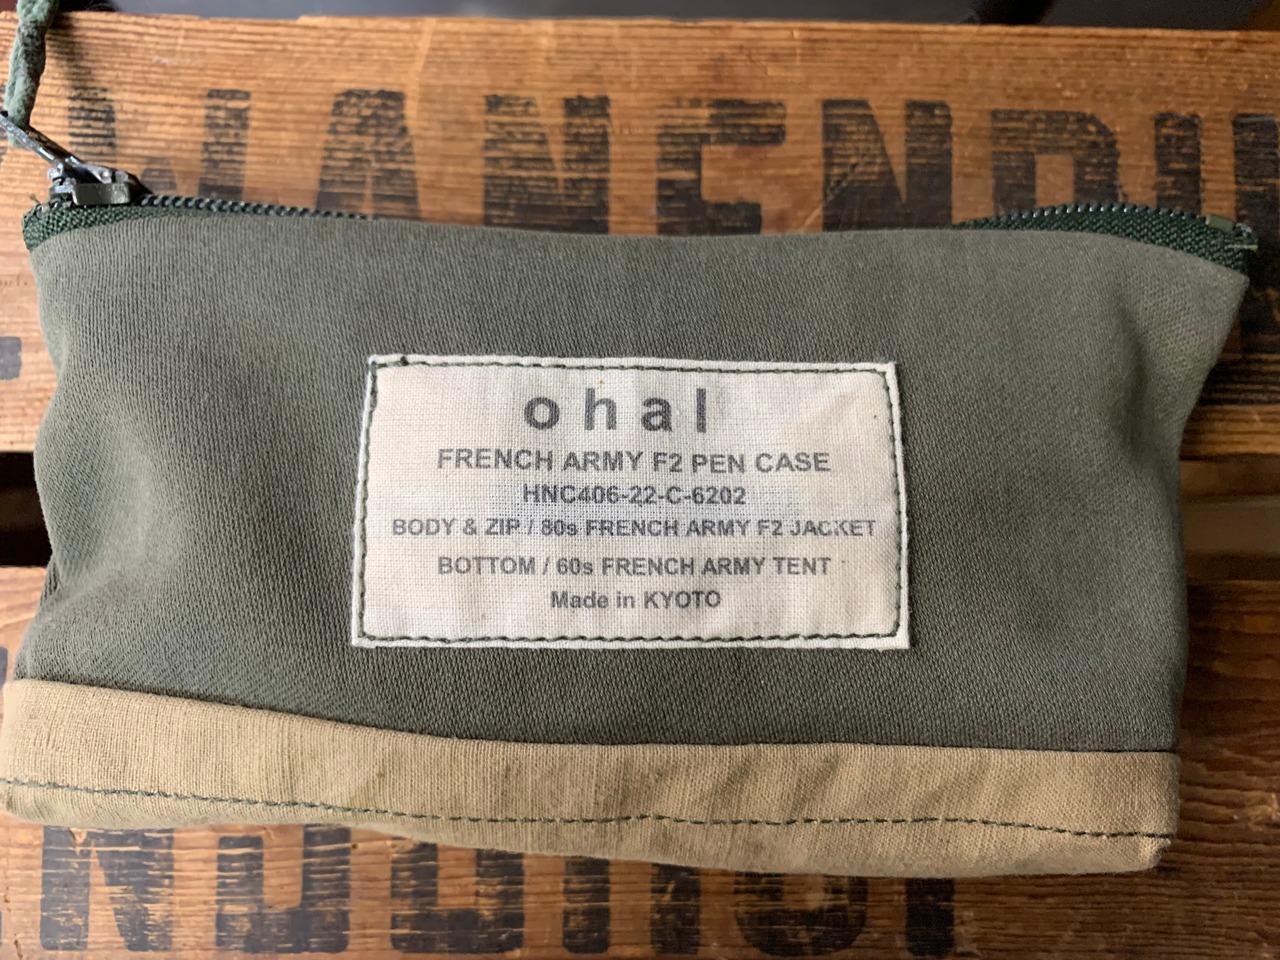 ohal
FRENCH ARMY F2 PEN CASE
HNC406-22-C-6202
BODY & ZIP / 80s FRENCH ARMY F2 JACKET
BOTTOM / 60s FRENCH ARMY TENT
Made in KYOTO